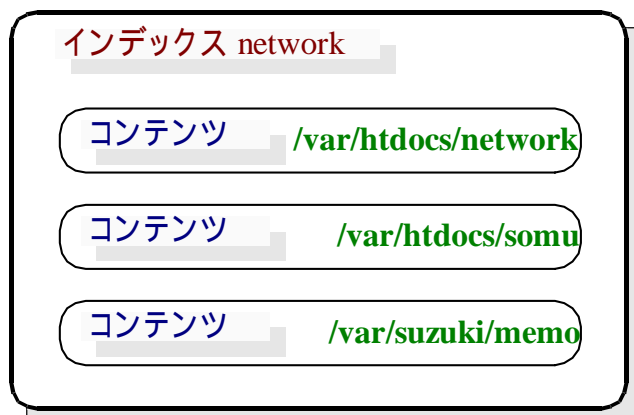 インデックス network
コンテンツ /var/htdocs/network
コンテンツ /var/htdocs/somu
コンテンツ /var/suzuki/memo